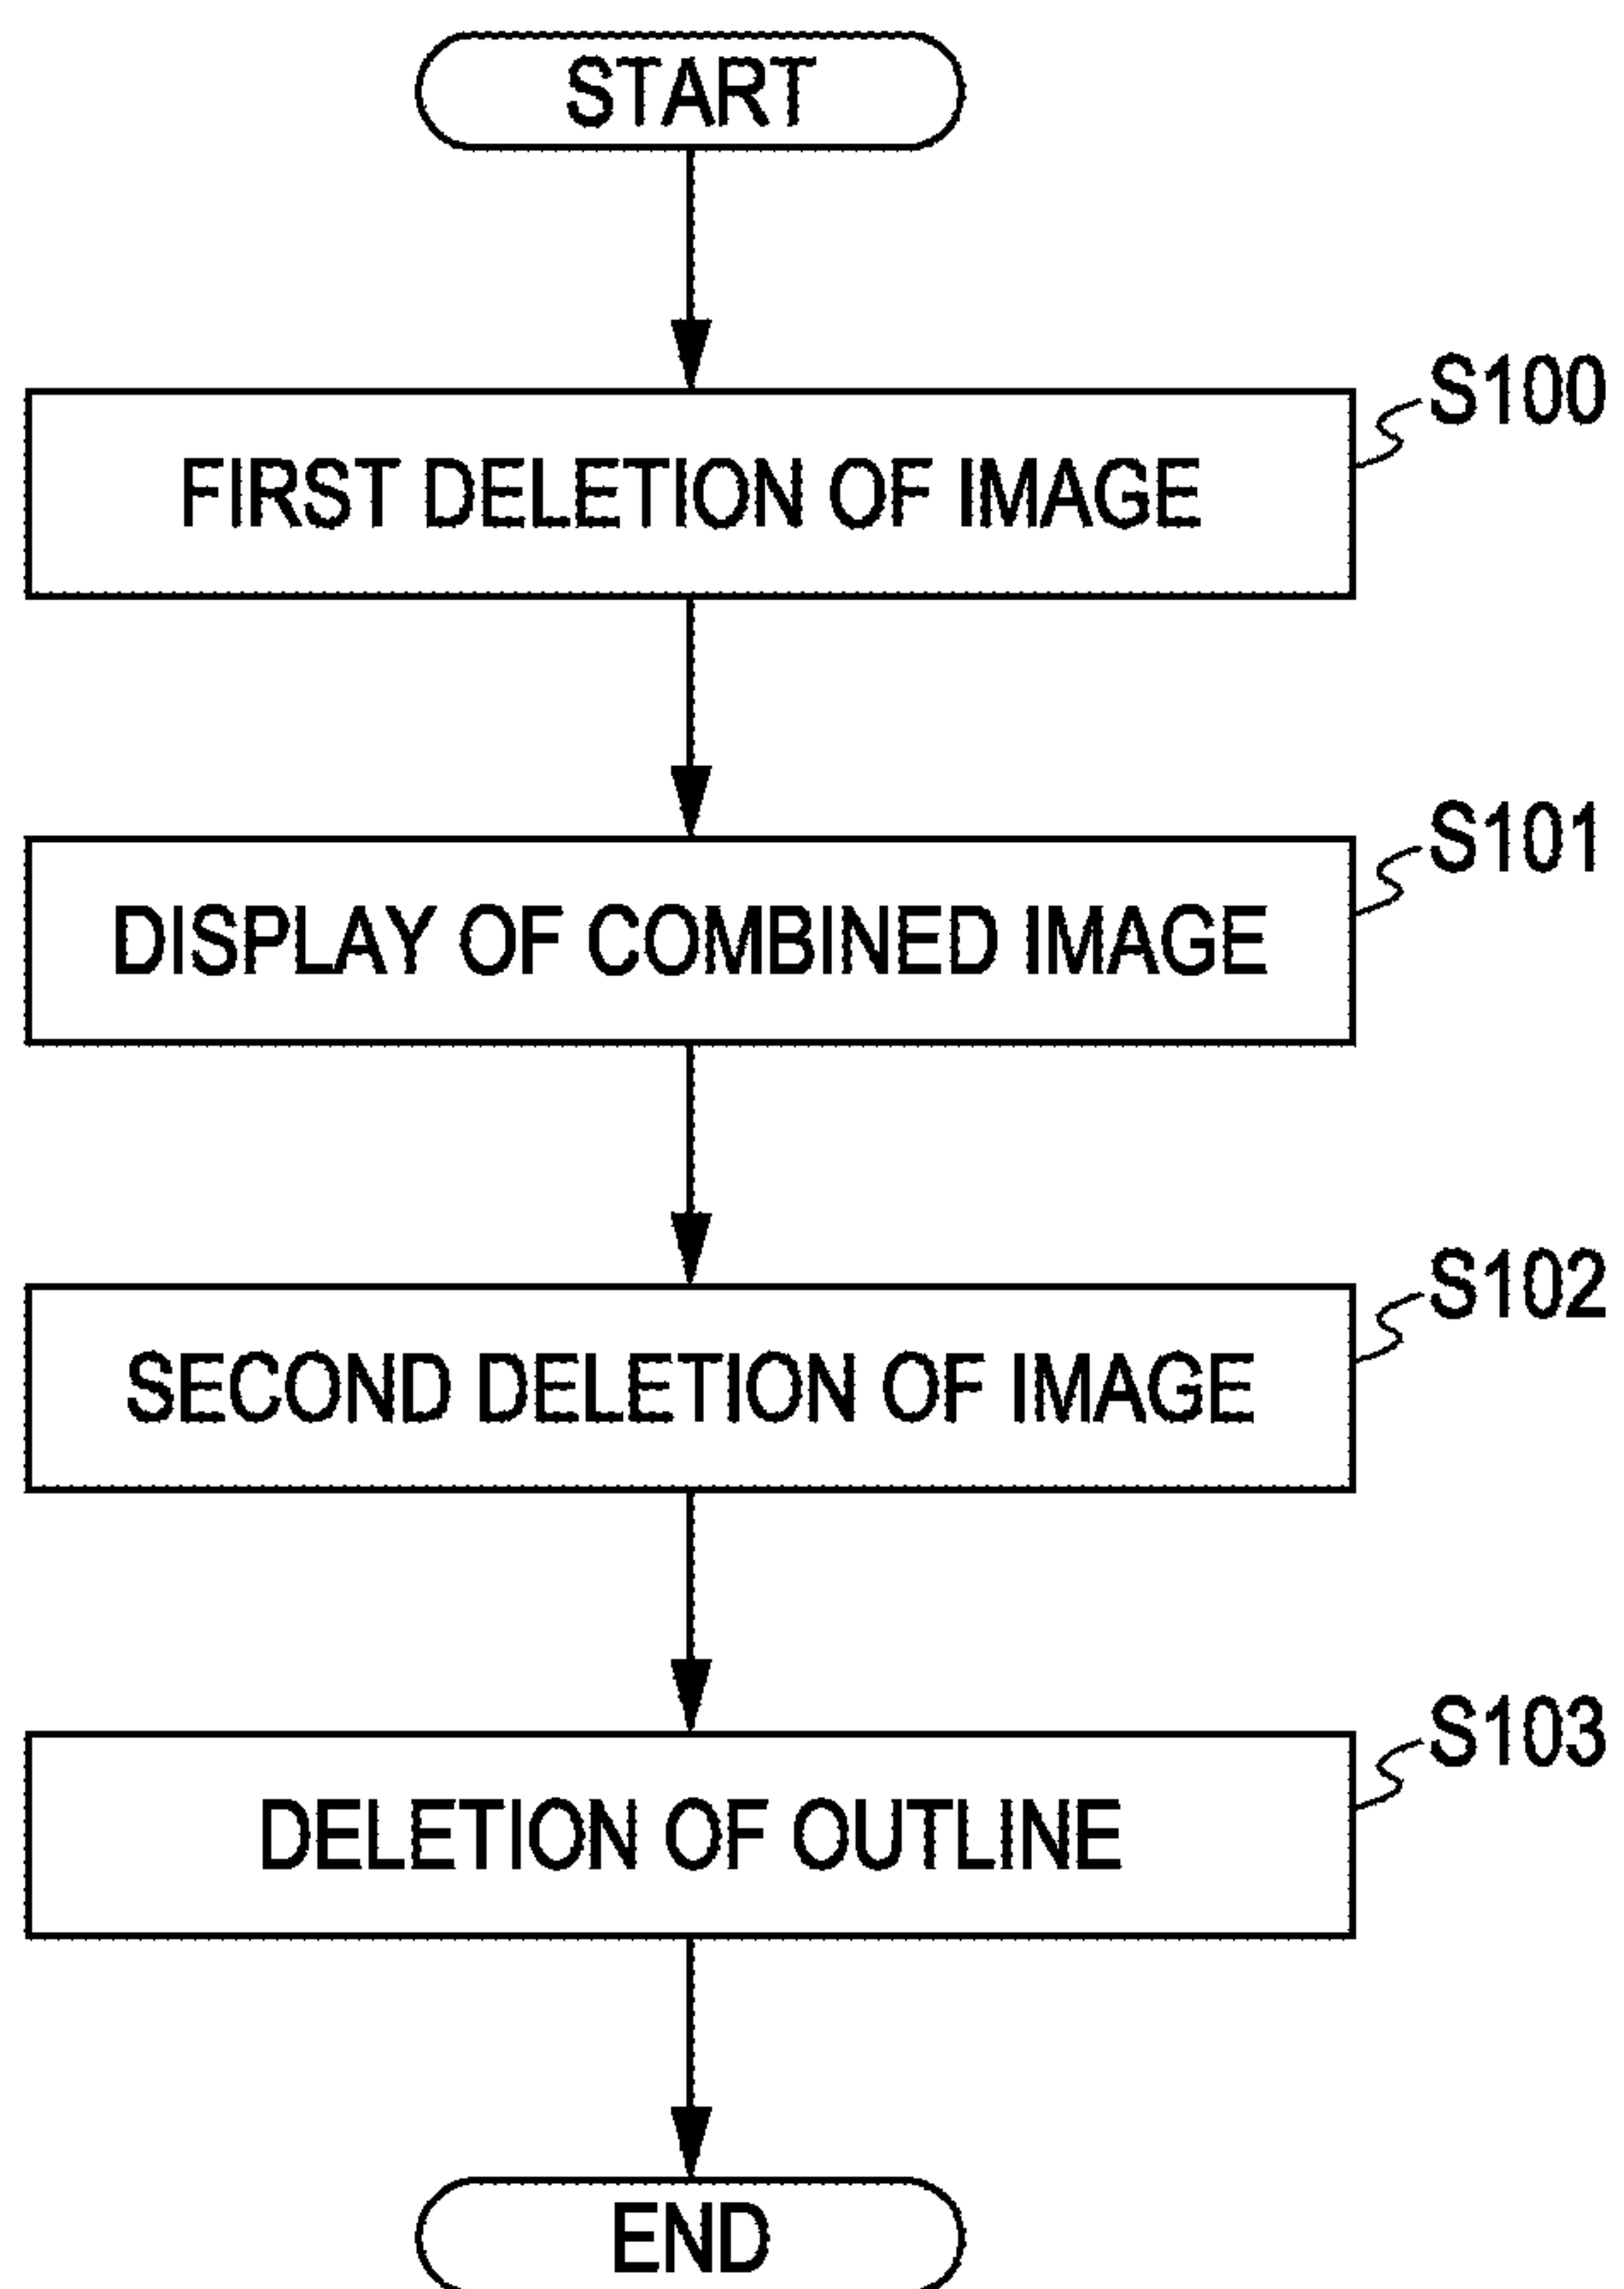 START
S100
FIRST DELETION OF IMAGE
S101
DISPLAY OF COMBINED IMAGE
S102
SECOND DELETION OF IMAGE
S103
DELETION OF OUTLINE
END